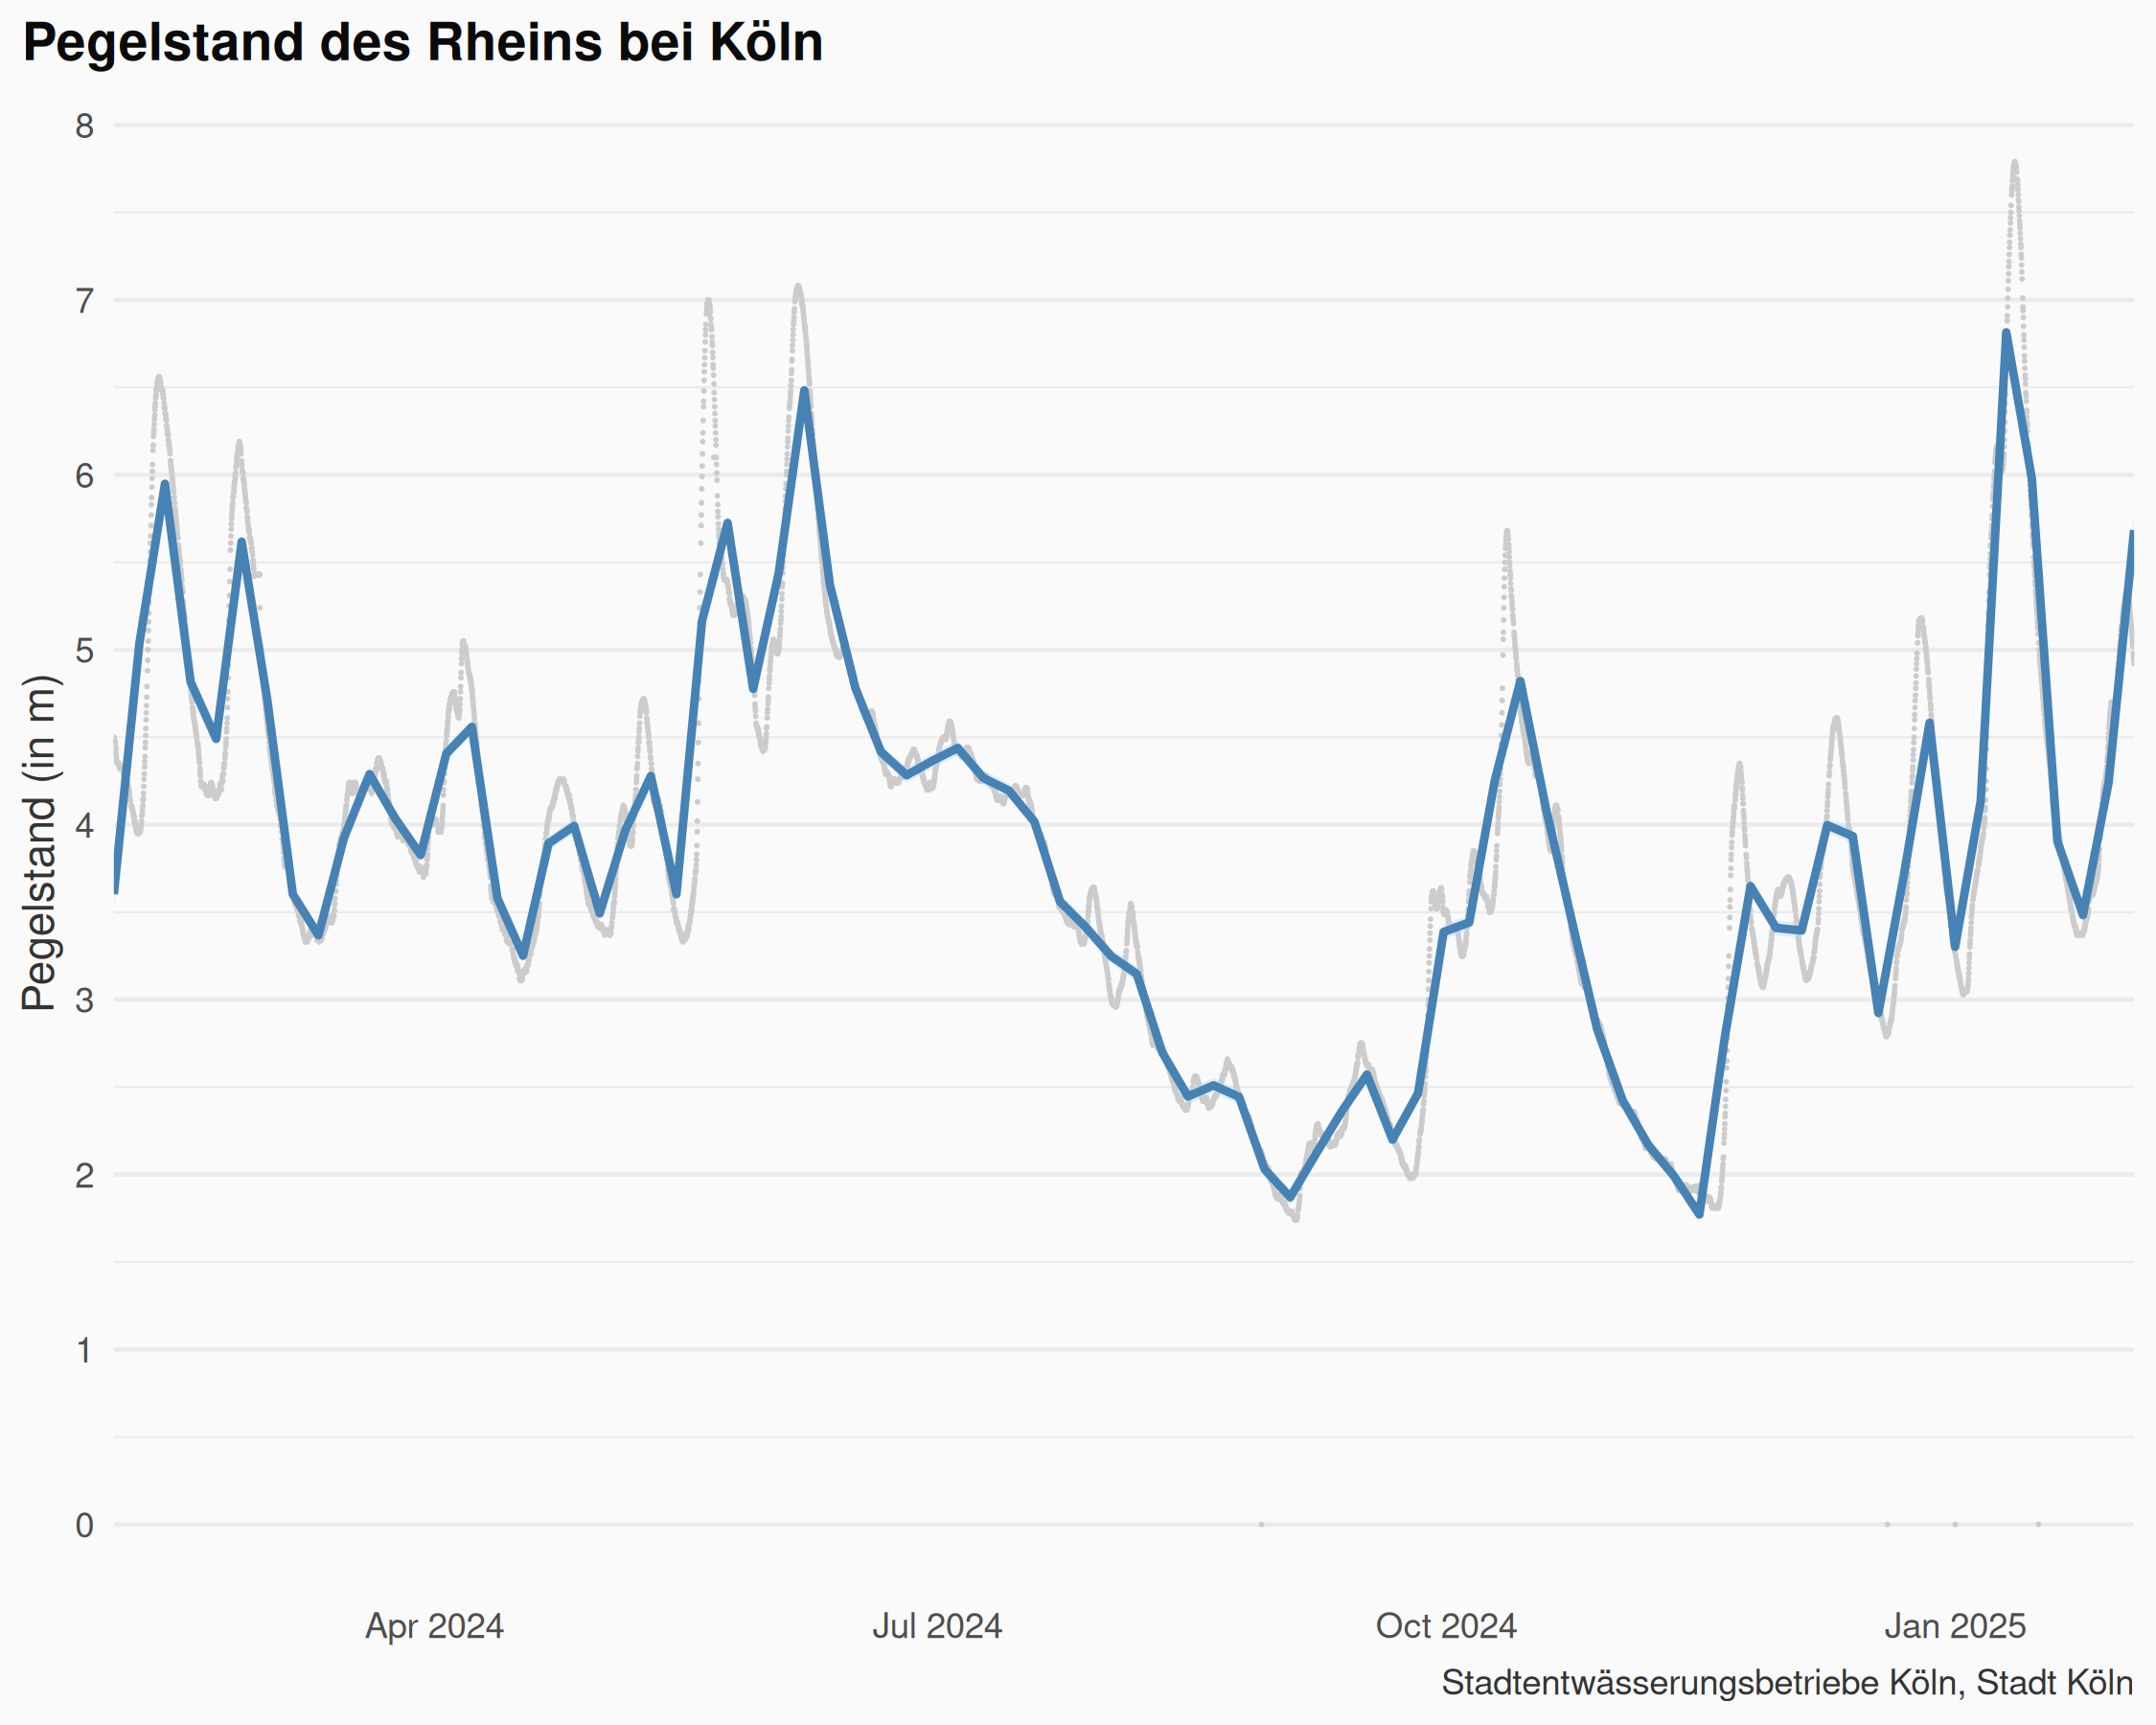 Pegelstand des Rheins bei Köln
Pegelstand (in m)
8
7
6
5
4
3
2
1
0
Apr 2024 Jul 2024 Oct 2024 Jan 2025
Stadtentwässerungsbetriebe Köln, Stadt Köln